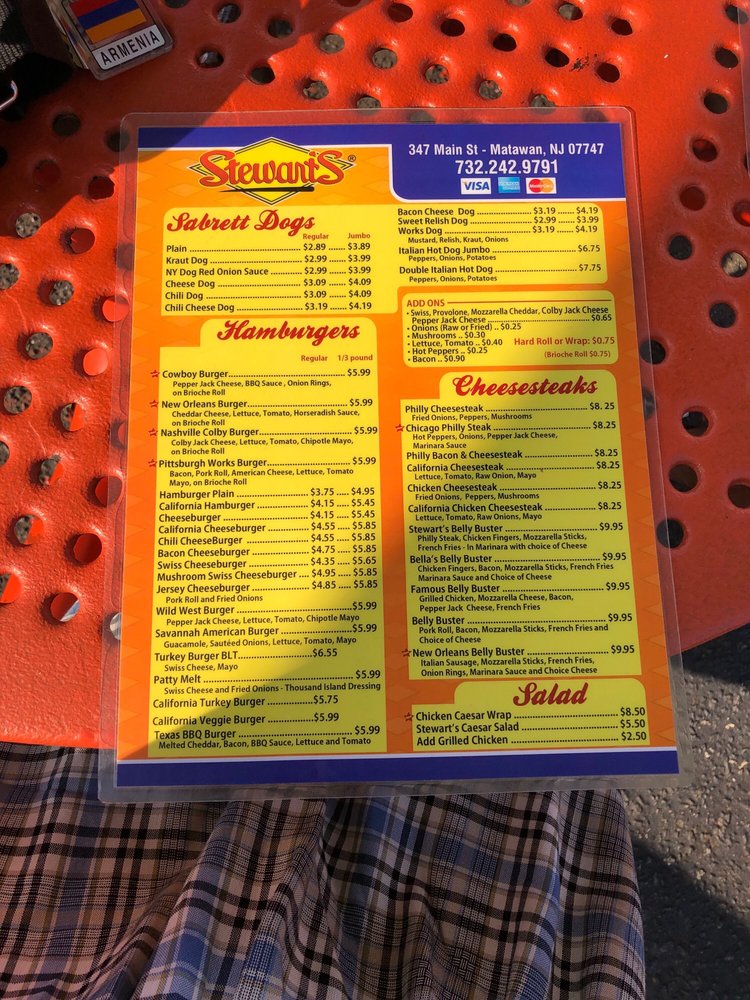 ARMENIA
Stewart's®
347 Main St - Matawan, NJ 07747
732.242.9791
VISA
Sabrett Dogs
Regular Jumbo
Plain ........ $2.89 ...... $3.89
Kraut Dog ........ $2.99 ...... $3.99
NY Dog Red Onion Sauce ........ $2.99 ...... $3.99
Cheese Dog ........ $3.09 ...... $4.09
Chili Dog ........ $3.09 ...... $4.09
Chili Cheese Dog ........ $3.19 ...... $4.19
Bacon Cheese Dog ........ $3.19 ...... $4.19
Sweet Relish Dog ........ $2.99 ...... $3.99
Works Dog ........ $3.19 ...... $4.19
Mustard, Relish, Kraut, Onions
Italian Hot Dog Jumbo ........ $6.75
Peppers, Onions, Potatoes
Double Italian Hot Dog ........ $7.75
Peppers, Onions, Potatoes
ADD ONS
• Swiss, Provolone, Mozzarella Cheddar, Colby Jack Cheese
Pepper Jack Cheese ........ $0.65
• Onions (Raw or Fried) .. $0.25
• Mushrooms .. $0.30
• Lettuce, Tomato .. $0.40 Hard Roll or Wrap: $0.75
• Hot Peppers .. $0.25 (Brioche Roll $0.75)
• Bacon .. $0.90
Hamburgers
Regular 1/3 pound
Cowboy Burger ........ $5.99
Pepper Jack Cheese, BBQ Sauce , Onion Rings,
on Brioche Roll
New Orleans Burger ........ $5.99
Cheddar Cheese, Lettuce, Tomato, Horseradish Sauce,
on Brioche Roll
Nashville Colby Burger ........ $5.99
Colby Jack Cheese, Lettuce, Tomato, Chipotle Mayo,
on Brioche Roll
Pittsburgh Works Burger ........ $5.99
Bacon, Pork Roll, American Cheese, Lettuce, Tomato
Mayo, on Brioche Roll
Hamburger Plain ........ $3.75 ..... $4.95
California Hamburger ........ $4.15 ..... $5.45
Cheeseburger ........ $4.15 ..... $5.45
California Cheeseburger ........ $4.55 ..... $5.85
Chili CheeseBurger ........ $4.55 ..... $5.85
Bacon Cheeseburger ........ $4.75 ..... $5.85
Swiss Cheeseburger ........ $4.35 ..... $5.65
Mushroom Swiss Cheeseburger .... $4.95 ..... $5.85
Jersey Cheeseburger ........ $4.85 ..... $5.85
Pork Roll and Fried Onions
Wild West Burger ........ $5.99
Pepper Jack Cheese, Lettuce, Tomato, Chipotle Mayo
Savannah American Burger ........ $5.99
Guacamole, Sautéed Onions, Lettuce, Tomato, Mayo
Turkey Burger BLT ........ $6.55
Swiss Cheese, Mayo
Patty Melt ........ $5.99
Swiss Cheese and Fried Onions - Thousand Island Dressing
California Turkey Burger ........ $5.75
California Veggie Burger ........ $5.99
Texas BBQ Burger ........ $5.99
Melted Cheddar, Bacon, BBQ Sauce, Lettuce and Tomato
Cheesesteaks
Philly Cheesesteak ........ $8. 25
Fried Onions, Peppers, Mushrooms
Chicago Philly Steak ........ $8.25
Hot Peppers, Onions, Pepper Jack Cheese,
Marinara Sauce
Philly Bacon & Cheesesteak ........ $8.25
California Cheesesteak ........ $8.25
Lettuce, Tomato, Raw Onion, Mayo
Chicken Cheesesteak ........ $8.25
Fried Onions, Peppers, Mushrooms
California Chicken Cheesesteak ........ $8.25
Lettuce, Tomato, Raw Onions, Mayo
Stewart's Belly Buster ........ $9.95
Philly Steak, Chicken Fingers, Mozzarella Sticks,
French Fries - In Marinara with choice of Cheese
Bella's Belly Buster ........ $9.95
Chicken Fingers, Bacon, Mozzarella Sticks, French Fries
Marinara Sauce and Choice of Cheese
Famous Belly Buster ........ $9.95
Grilled Chicken, Mozzarella Cheese, Bacon,
Pepper Jack Cheese, French Fries
Belly Buster ........ $9.95
Pork Roll, Bacon, Mozzarella Sticks, French Fries and
Choice of Cheese
New Orleans Belly Buster ........ $9.95
Italian Sausage, Mozzarella Sticks, French Fries,
Onion Rings, Marinara Sauce and Choice Cheese
Salad
Chicken Caesar Wrap ........ $8.50
Stewart's Caesar Salad ........ $5.50
Add Grilled Chicken ........ $2.50